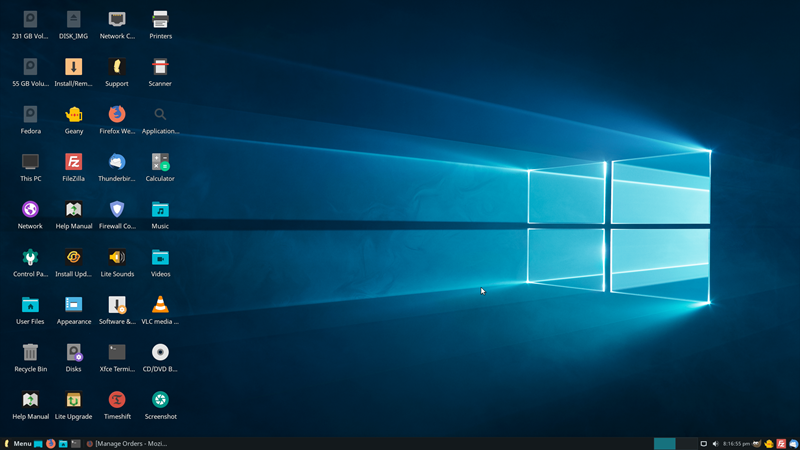 231 GB Vol...
DISK_IMG
Network C...
Printers
55 GB Volu...
Install/Rem...
Support
Scanner
Fedora
Geany
Firefox We...
Application...
This PC
FileZilla
Thunderbir...
Calculator
Network
Help Manual
Firewall Co...
Music
Control Pa...
Install Upd...
Lite Sounds
Videos
User Files
Appearance
Software &...
VLC media ...
Recycle Bin
Disks
Xfce Termi...
CD/DVD B...
Help Manual
Lite Upgrade
Timeshift
Screenshot
Menu
[Manage Orders - Mozi...
8:16:55 pm